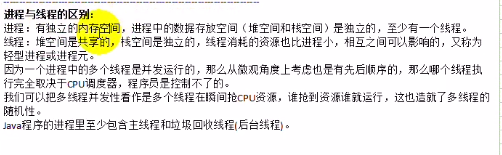 进程与线程的区别:
进程:有独立的内存空间,进程中的数据存放空间(堆空间和栈空间)是独立的,至少有一个线程。
线程:堆空间是共享的,栈空间是独立的,线程消耗的资源也比进程小,相互之间可以影响的,又称为
轻型进程或进程元。
因为一个进程中的多个线程是并发运行的,那么从微观角度上考虑也是有先后顺序的,那么哪个线程执
行完全取决于CPU调度器,程序员是控制不了的。
我们可以把多线程并发性看作是多个线程在瞬间抢CPU资源,谁抢到资源谁就运行,这也造就了多线程的
随机性。
Java程序的进程里至少包含主线程和垃圾回收线程(后台线程)。